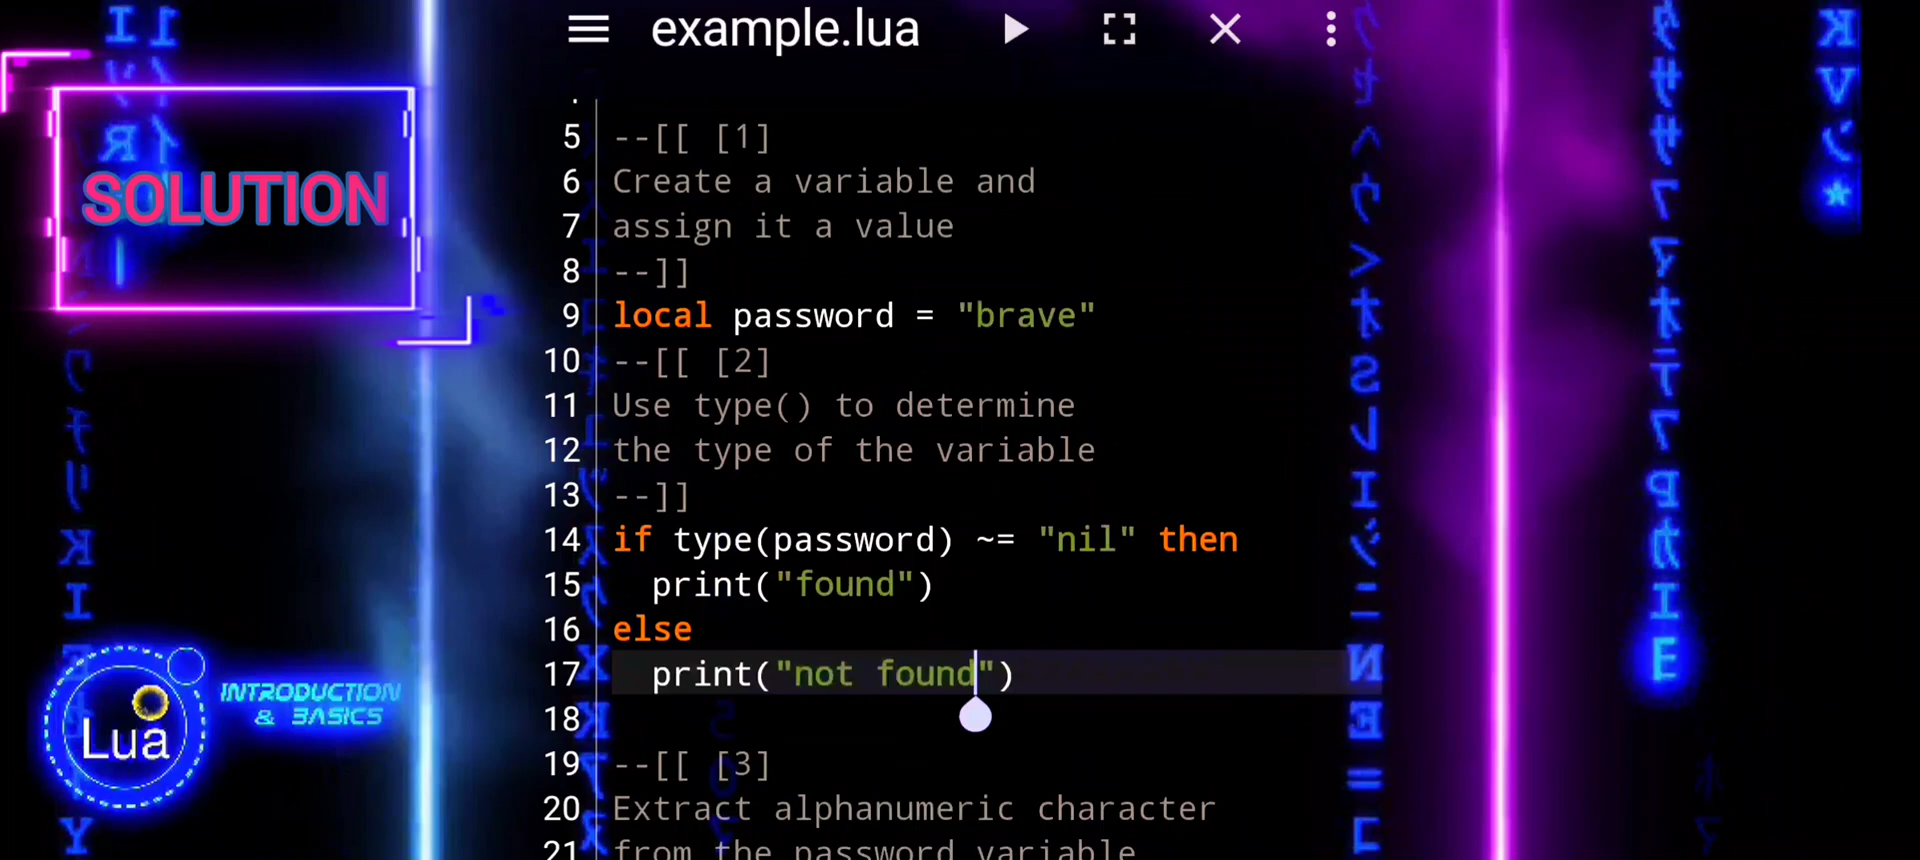 example.lua
SOLUTION
5 --[[ [1]
6 Create a variable and
7 assign it a value
8 --]]
9 local password = "brave"
10 --[[ [2]
11 Use type() to determine
12 the type of the variable
13 --]]
14 if type(password) ~= "nil" then
15 print("found")
16 else
17 print("not found")
18
19 --[[ [3]
20 Extract alphanumeric character
21 from the password variable
Lua
INTRODUCTION
& BASICS